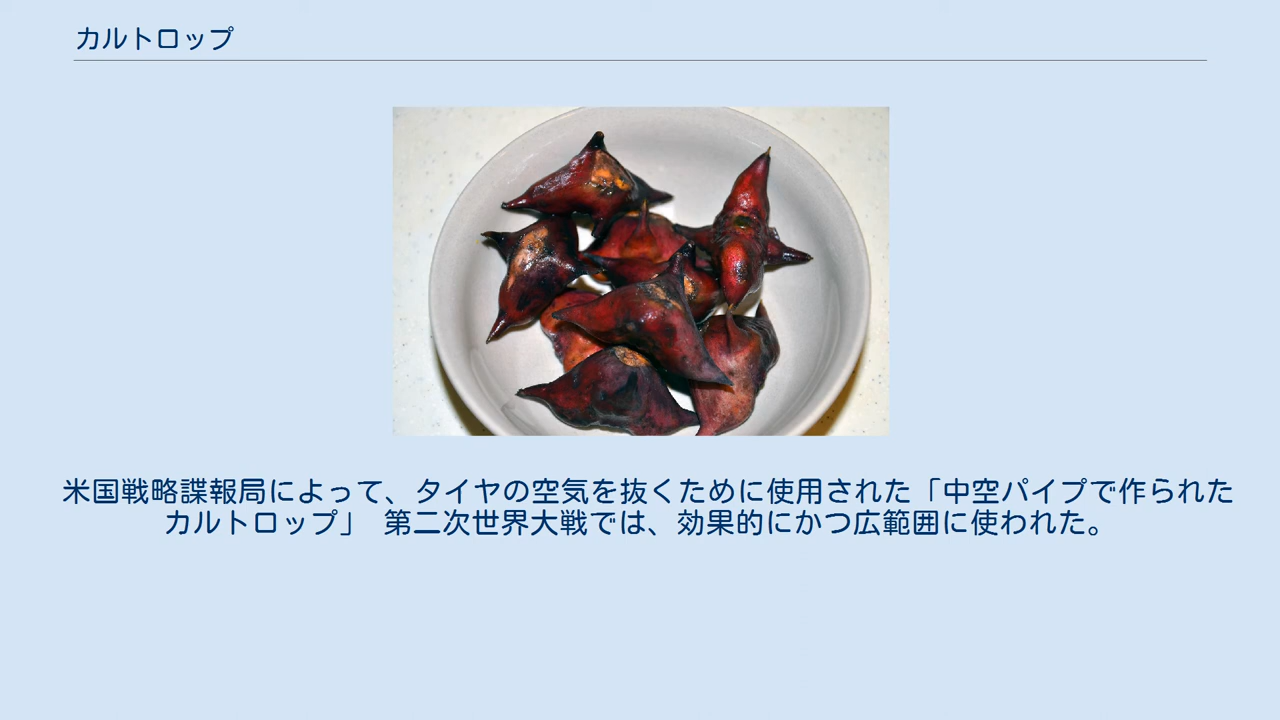 カルトロップ
米国戦略諜報局によって、タイヤの空気を抜くために使用された「中空パイプで作られた
カルトロップ」 第二次世界大戦では、効果的にかつ広範囲に使われた。